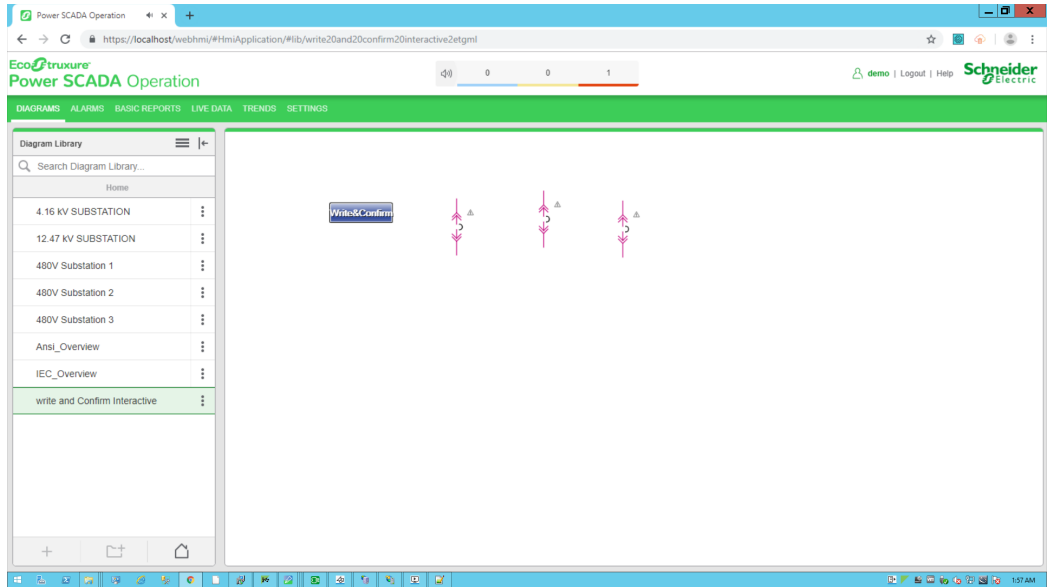 Power SCADA Operation
https://localhost/webhmi/#HmiApplication/#lib/write20and20confirm20interactive2etgml
EcoStruxure
Power SCADA Operation
0 0 1
demo | Logout | Help
Schneider
Electric
DIAGRAMS ALARMS BASIC REPORTS LIVE DATA TRENDS SETTINGS
Diagram Library
Search Diagram Library...
Home
4.16 kV SUBSTATION
12.47 kV SUBSTATION
480V Substation 1
480V Substation 2
480V Substation 3
Ansi_Overview
IEC_Overview
write and Confirm Interactive
Write&Confirm
1:57 AM